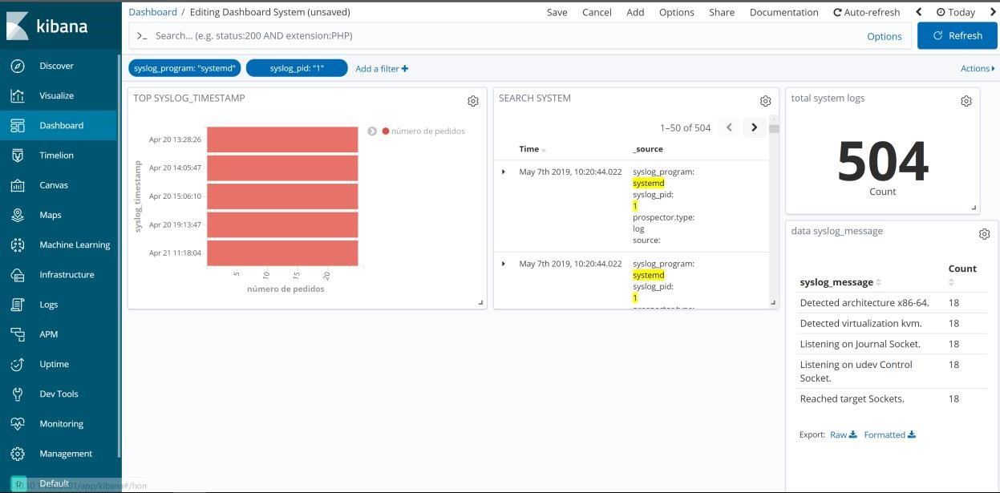 kibana
Discover
Visualize
Dashboard
Timelion
Canvas
Maps
Machine Learning
Infrastructure
Logs
APM
Uptime
Dev Tools
Monitoring
Management
D Default
Dashboard / Editing Dashboard System (unsaved)
Save Cancel Add Options Share Documentation Auto-refresh Today
>_ Search... (e.g. status:200 AND extension:PHP) Options Refresh
syslog_program: "systemd" syslog_pid: "1" Add a filter + Actions
TOP SYSLOG_TIMESTAMP
número de pedidos
syslog_timestamp
Apr 20 13:28:26
Apr 20 14:05:47
Apr 20 15:06:10
Apr 20 19:13:47
Apr 21 11:18:04
5 10 15 20
número de pedidos
SEARCH SYSTEM
1–50 of 504
Time _source
May 7th 2019, 10:20:44.022 syslog_program:
systemd
syslog_pid:
1
prospector.type:
log
source:
May 7th 2019, 10:20:44.022 syslog_program:
systemd
syslog_pid:
1
total system logs
504
Count
data syslog_message
syslog_message Count
Detected architecture x86-64. 18
Detected virtualization kvm. 18
Listening on Journal Socket. 18
Listening on udev Control 18
Socket.
Reached target Sockets. 18
Export: Raw Formatted